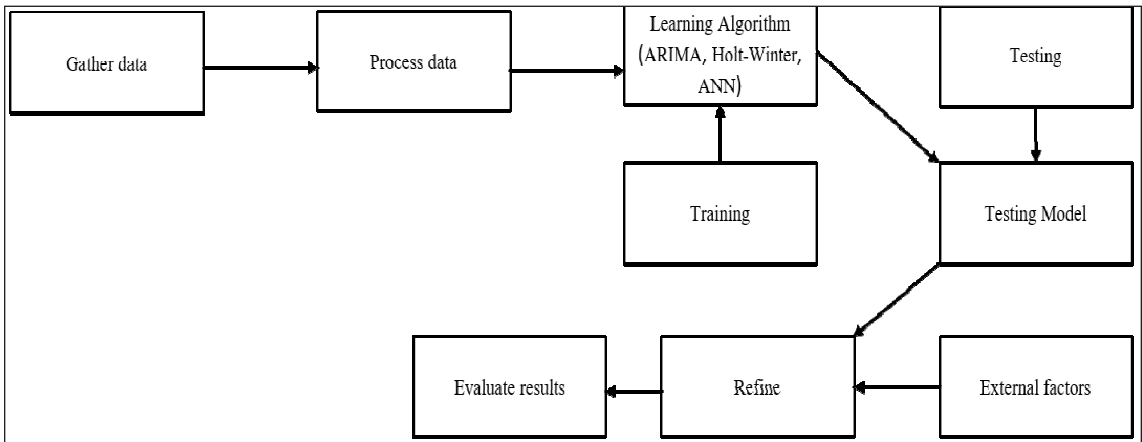 Gather data
Process data
Learning Algorithm
(ARIMA, Holt-Winter,
ANN)
Testing
Training
Testing Model
Evaluate results
Refine
External factors